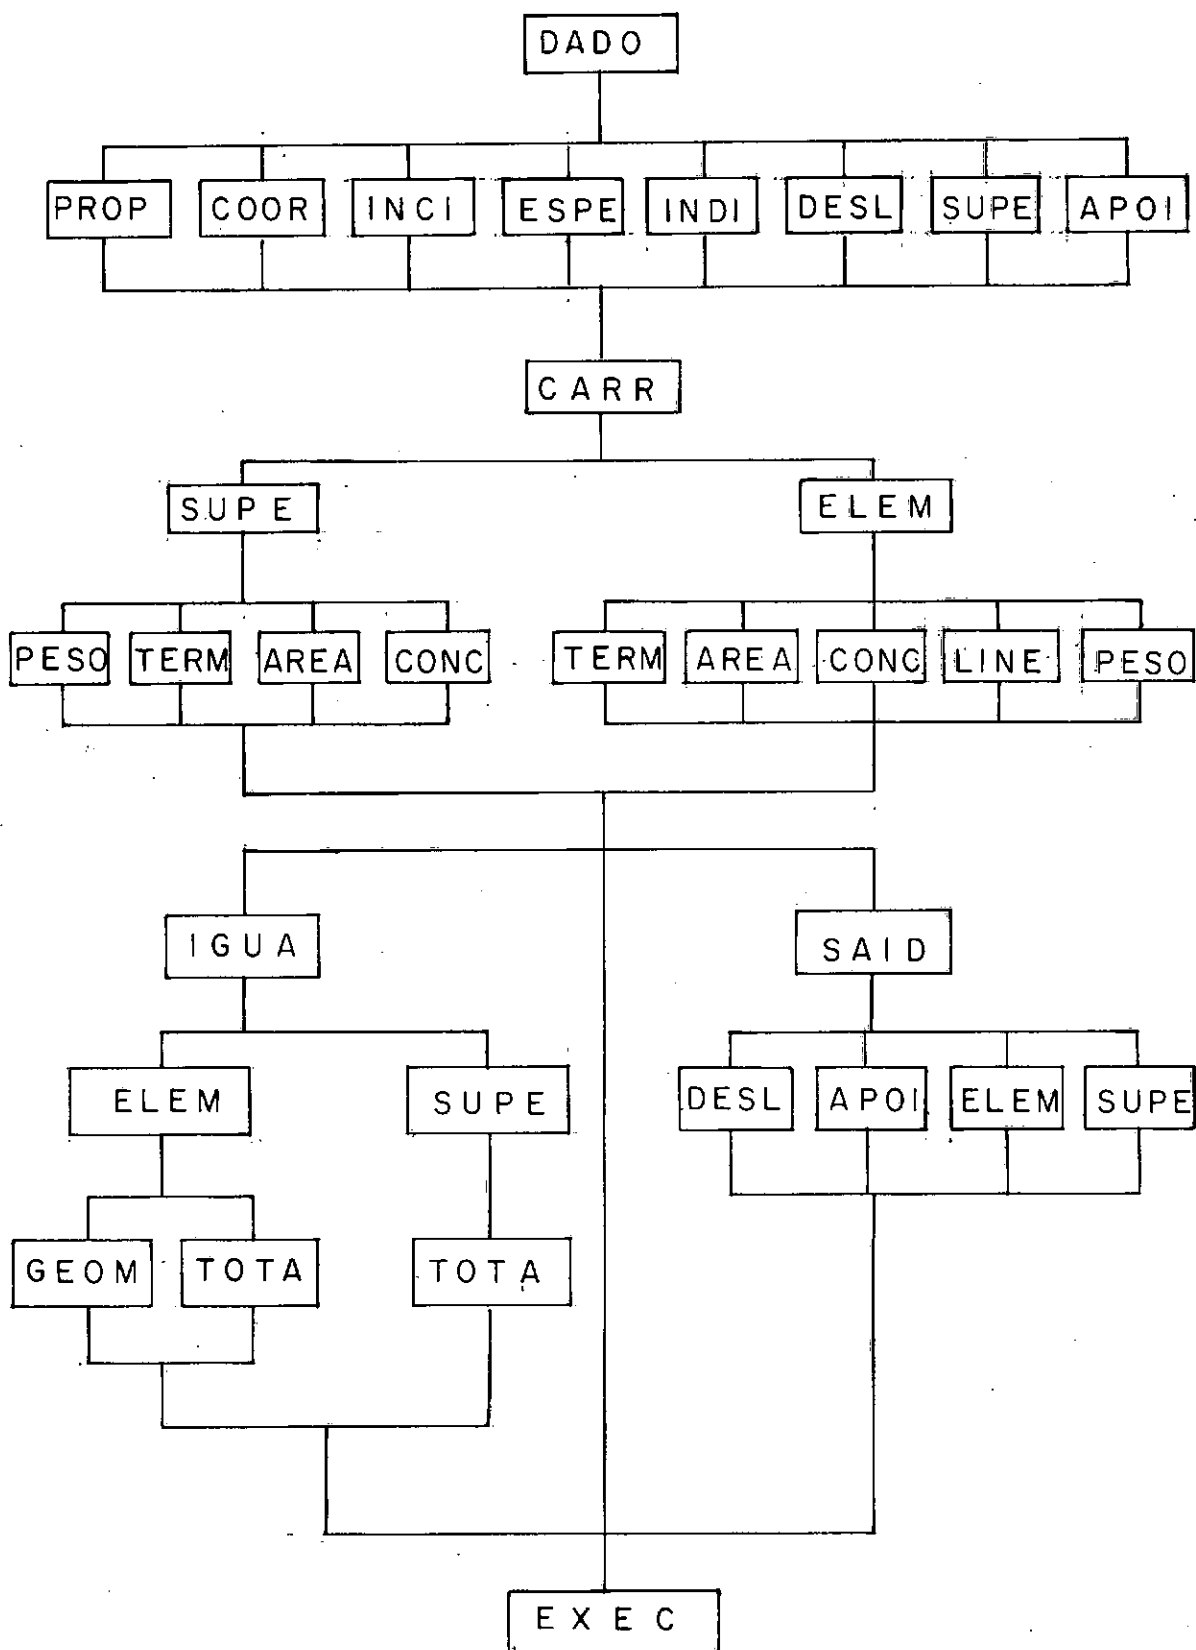 DADO
PROP COOR INCI ESPE INDI DESL SUPE APOI
CARR
SUPE ELEM
PESO TERM AREA CONC TERM AREA CONC LINE PESO
IGUA SAID
ELEM SUPE DESL APOI ELEM SUPE
GEOM TOTA TOTA
EXEC